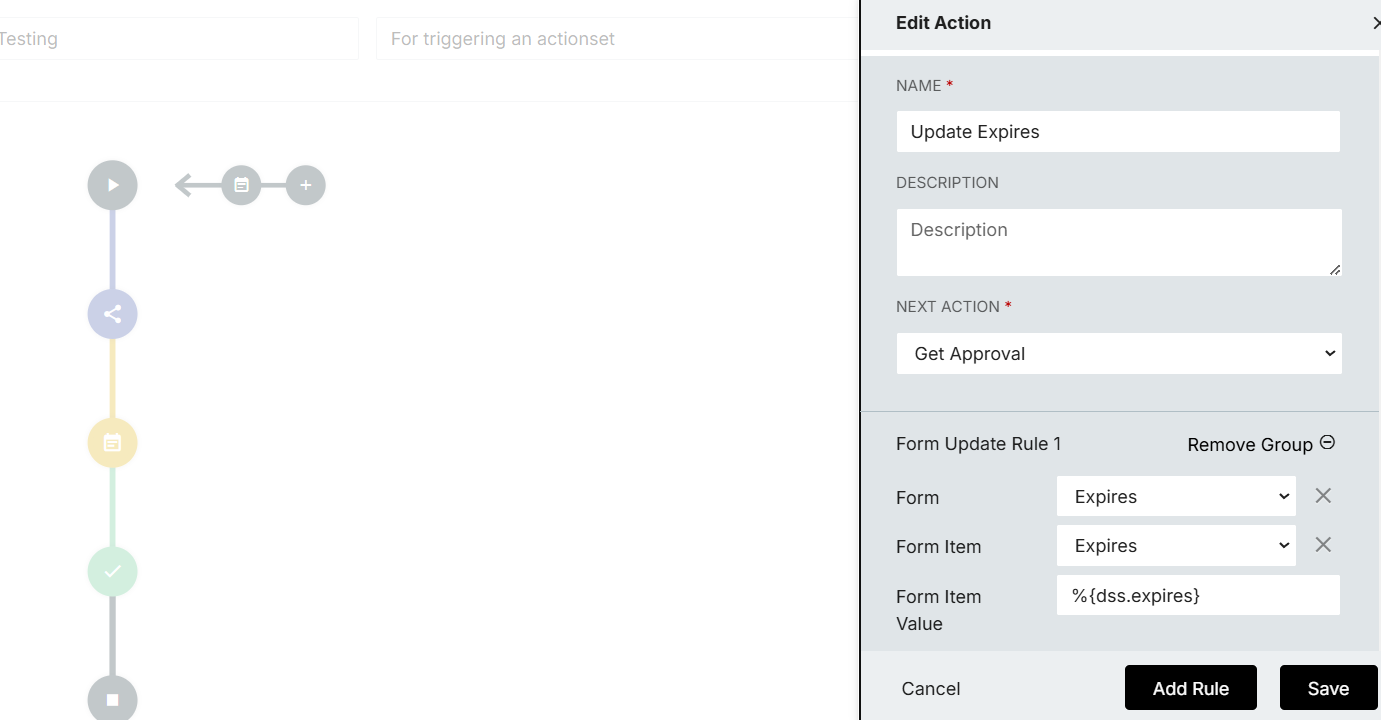 Testing
For triggering an actionset
Edit Action
NAME *
Update Expires
DESCRIPTION
Description
NEXT ACTION *
Get Approval
Form Update Rule 1
Remove Group
Form
Expires
Form Item
Expires
Form Item
Value
%{dss.expires}
Cancel
Add Rule
Save